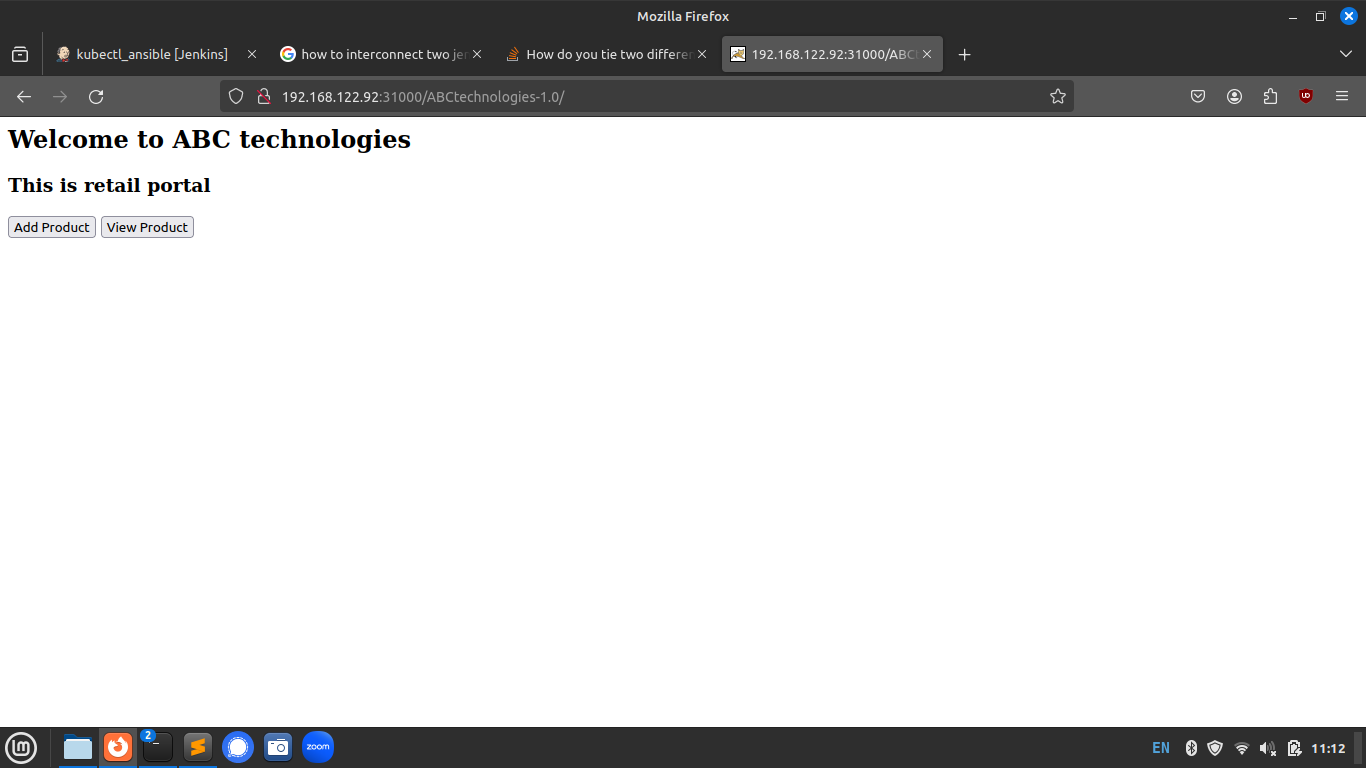 Mozilla Firefox
kubectl_ansible [Jenkins]
how to interconnect two je
How do you tie two differen
192.168.122.92:31000/ABC
192.168.122.92:31000/ABCtechnologies-1.0/
Welcome to ABC technologies
This is retail portal
Add Product
View Product
2
zoom
EN
11:12